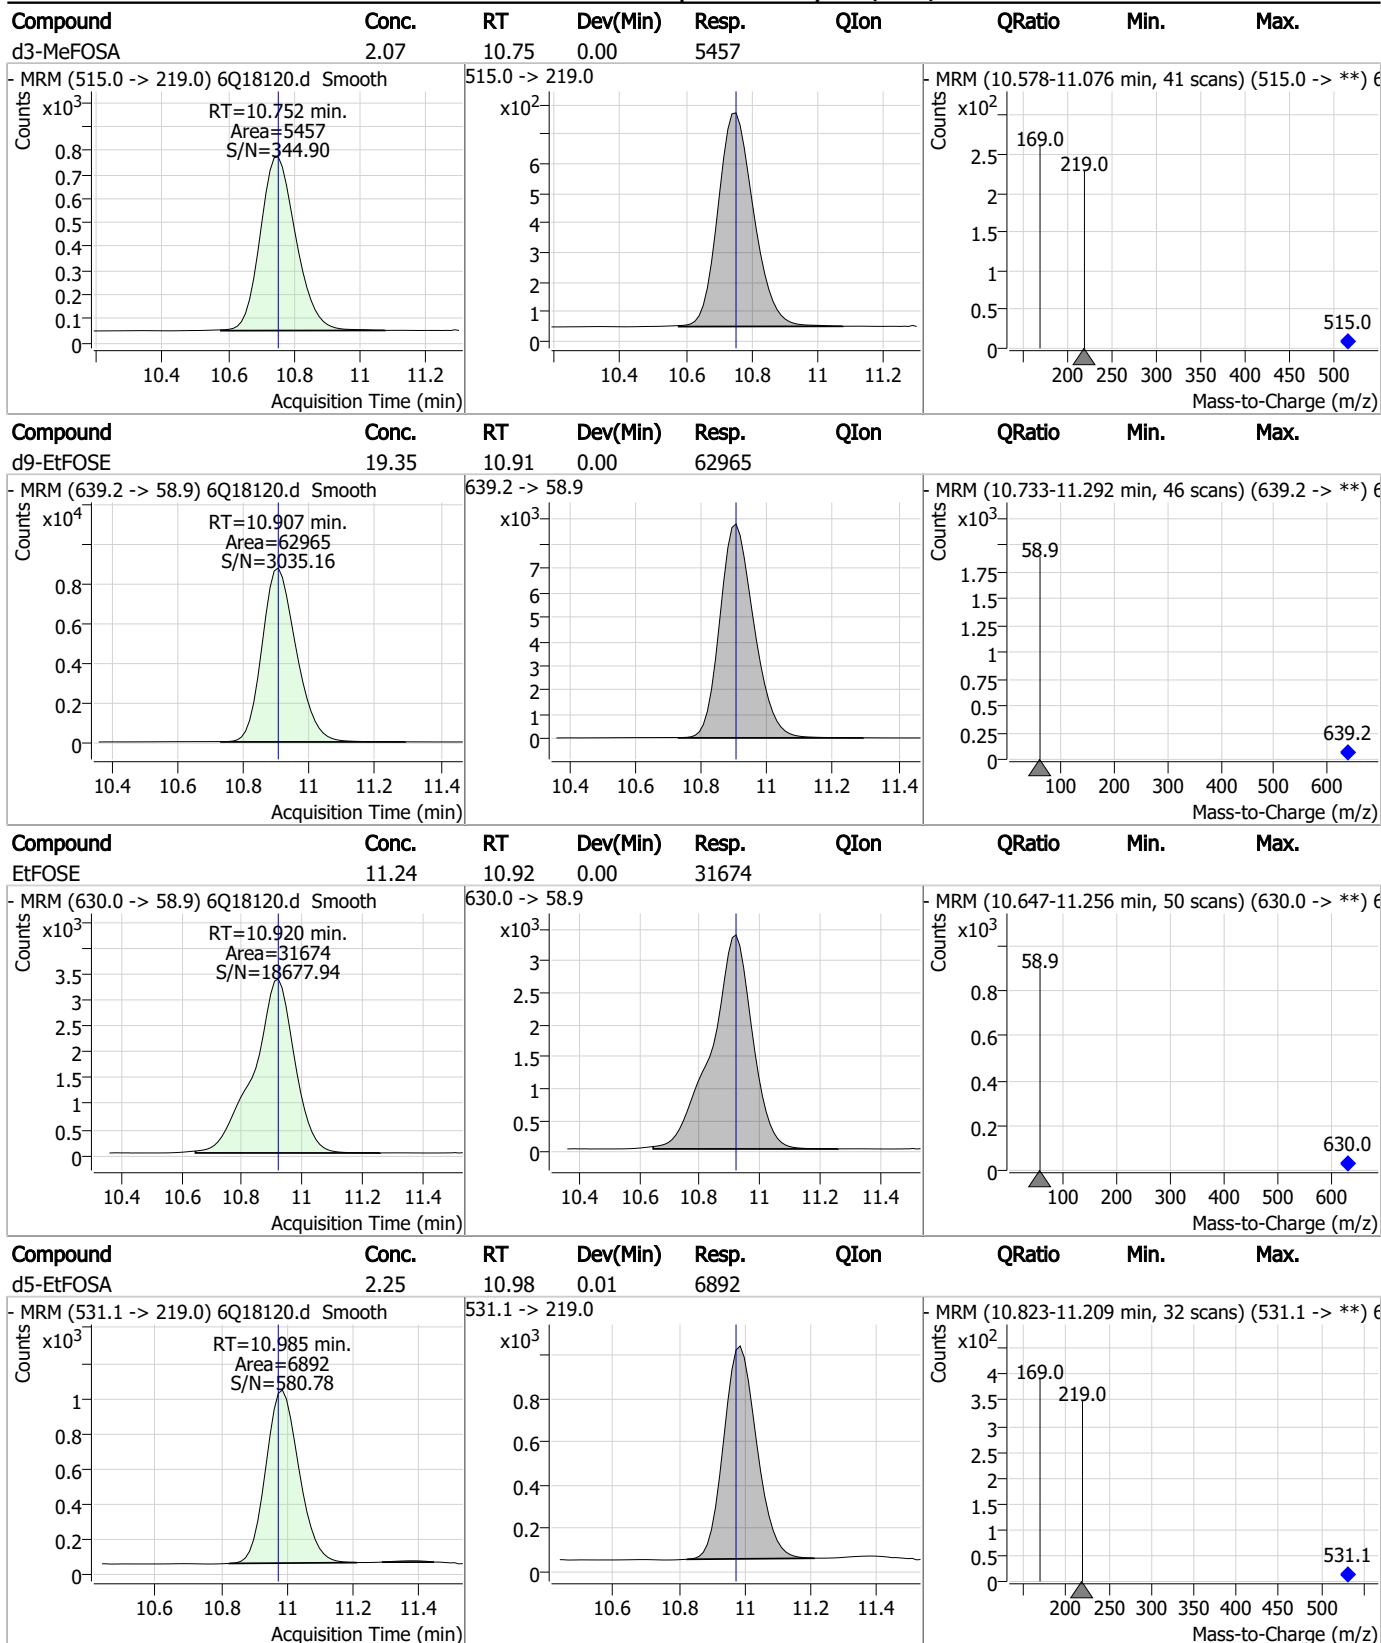 Compound Conc. RT Dev(Min) Resp. QIon QRatio Min. Max.
d3-MeFOSA 2.07 10.75 0.00 5457
- MRM (515.0 -> 219.0) 6Q18120.d Smooth
Counts
x10³
RT=10.752 min.
Area=5457
S/N=344.90
0.8
0.7
0.6
0.5
0.4
0.3
0.2
0.1
0
10.4 10.6 10.8 11 11.2
Acquisition Time (min)
515.0 -> 219.0
x10²
6
5
4
3
2
1
0
10.4 10.6 10.8 11 11.2
- MRM (10.578-11.076 min, 41 scans) (515.0 -> **) 6
Counts
x10²
169.0
219.0
515.0
2.5
2
1.5
1
0.5
0
200 250 300 350 400 450 500
Mass-to-Charge (m/z)
Compound Conc. RT Dev(Min) Resp. QIon QRatio Min. Max.
d9-EtFOSE 19.35 10.91 0.00 62965
- MRM (639.2 -> 58.9) 6Q18120.d Smooth
Counts
x10⁴
RT=10.907 min.
Area=62965
S/N=3035.16
0.8
0.6
0.4
0.2
0
10.4 10.6 10.8 11 11.2 11.4
Acquisition Time (min)
639.2 -> 58.9
x10³
7
6
5
4
3
2
1
0
10.4 10.6 10.8 11 11.2 11.4
- MRM (10.733-11.292 min, 46 scans) (639.2 -> **) 6
Counts
x10³
58.9
639.2
1.75
1.5
1.25
1
0.75
0.5
0.25
0
100 200 300 400 500 600
Mass-to-Charge (m/z)
Compound Conc. RT Dev(Min) Resp. QIon QRatio Min. Max.
EtFOSE 11.24 10.92 0.00 31674
- MRM (630.0 -> 58.9) 6Q18120.d Smooth
Counts
x10³
RT=10.920 min.
Area=31674
S/N=18677.94
3.5
3
2.5
2
1.5
1
0.5
0
10.4 10.6 10.8 11 11.2 11.4
Acquisition Time (min)
630.0 -> 58.9
x10³
3
2.5
2
1.5
1
0.5
0
10.4 10.6 10.8 11 11.2 11.4
- MRM (10.647-11.256 min, 50 scans) (630.0 -> **) 6
Counts
x10³
58.9
630.0
0.8
0.6
0.4
0.2
0
100 200 300 400 500 600
Mass-to-Charge (m/z)
Compound Conc. RT Dev(Min) Resp. QIon QRatio Min. Max.
d5-EtFOSA 2.25 10.98 0.01 6892
- MRM (531.1 -> 219.0) 6Q18120.d Smooth
Counts
x10³
RT=10.985 min.
Area=6892
S/N=580.78
1
0.8
0.6
0.4
0.2
0
10.6 10.8 11 11.2 11.4
Acquisition Time (min)
531.1 -> 219.0
x10³
0.8
0.6
0.4
0.2
0
10.6 10.8 11 11.2 11.4
- MRM (10.823-11.209 min, 32 scans) (531.1 -> **) 6
Counts
x10²
169.0
219.0
531.1
4
3.5
3
2.5
2
1.5
1
0.5
0
200 250 300 350 400 450 500
Mass-to-Charge (m/z)